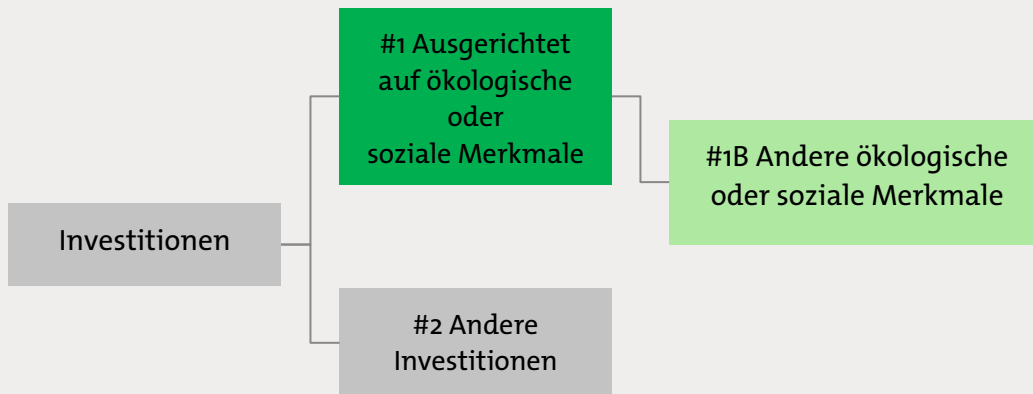 #1 Ausgerichtet
auf ökologische
oder
soziale Merkmale
#1B Andere ökologische
oder soziale Merkmale
Investitionen
#2 Andere
Investitionen